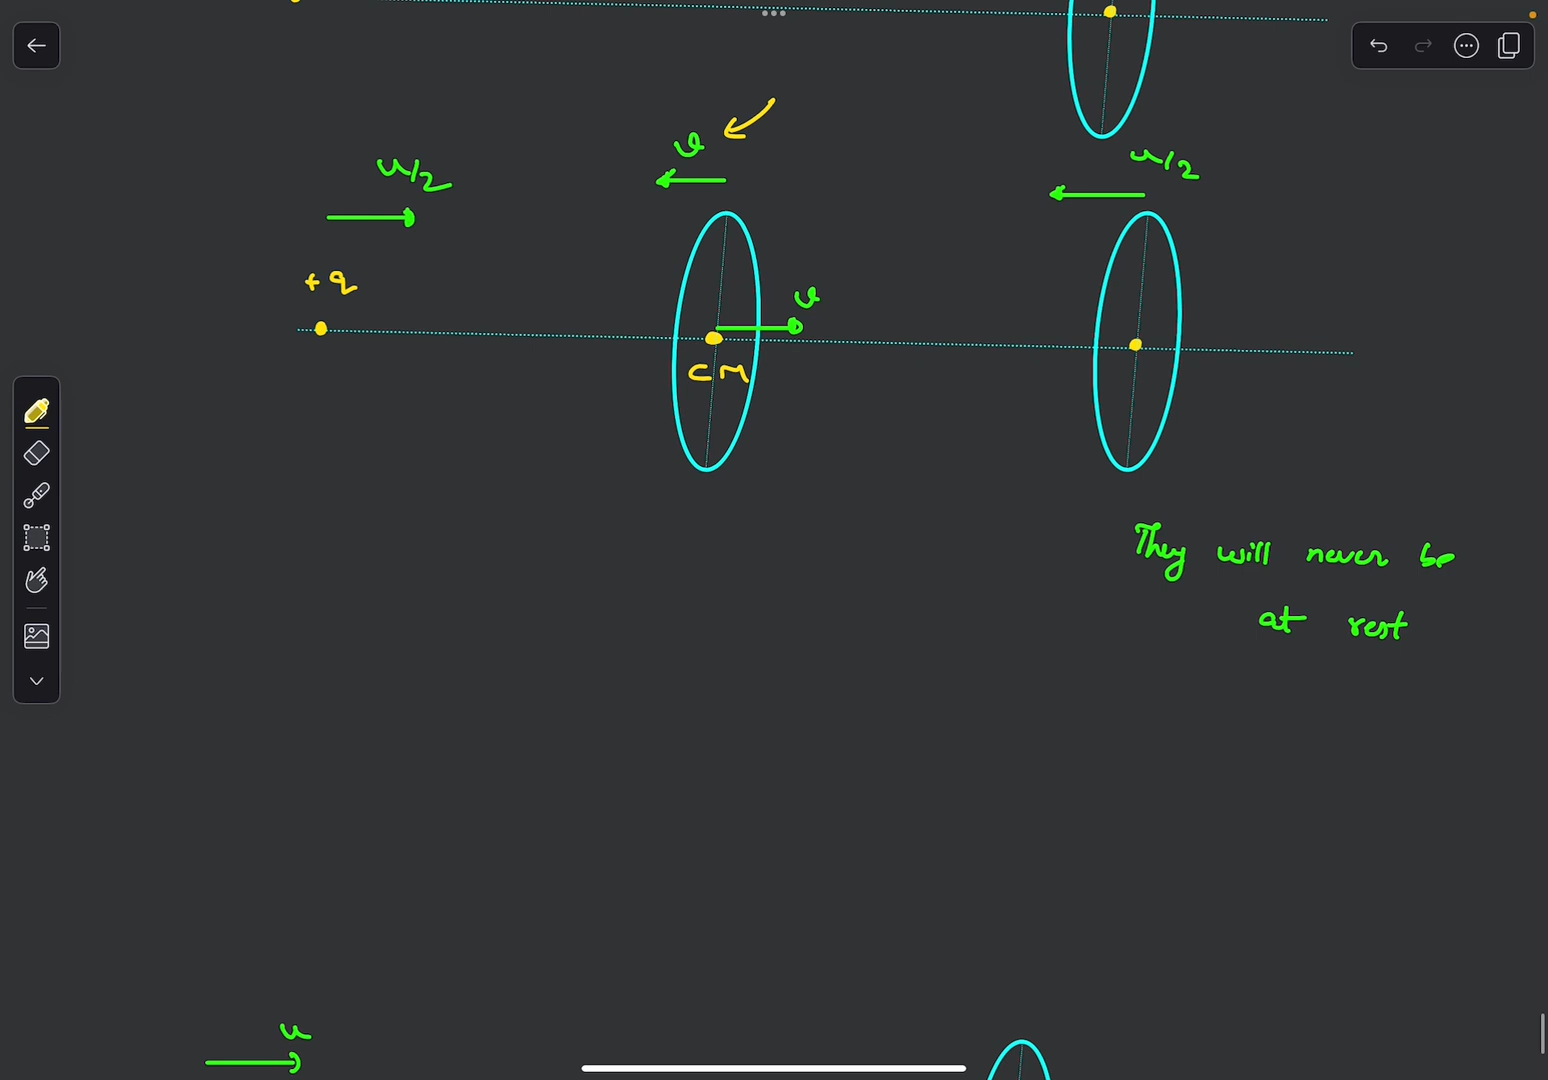 u/2
v
u/2
+q
v
CM
They will never be
at rest
u